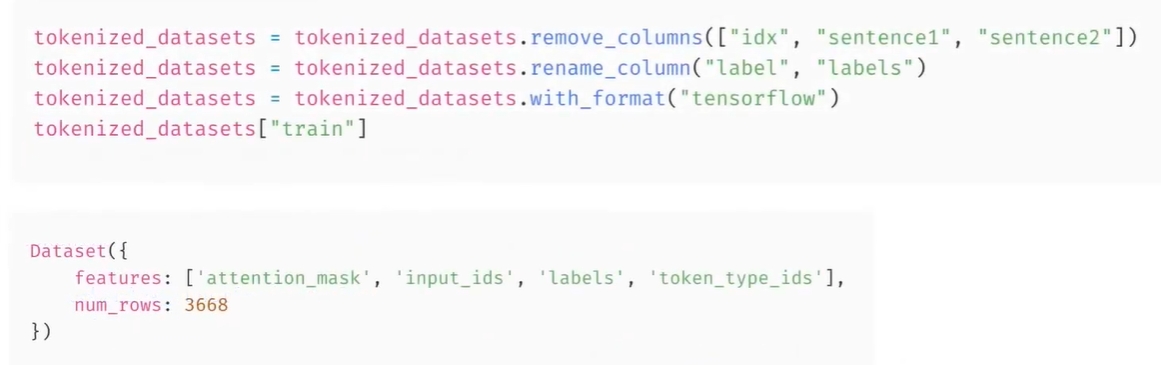 tokenized_datasets = tokenized_datasets.remove_columns(["idx", "sentence1", "sentence2"])
tokenized_datasets = tokenized_datasets.rename_column("label", "labels")
tokenized_datasets = tokenized_datasets.with_format("tensorflow")
tokenized_datasets["train"]
Dataset({
    features: ['attention_mask', 'input_ids', 'labels', 'token_type_ids'],
    num_rows: 3668
})